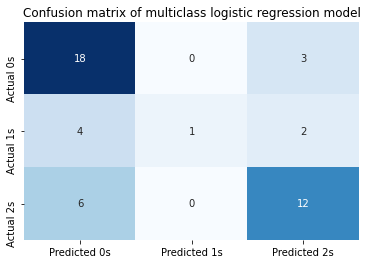 Confusion matrix of multiclass logistic regression model
Actual 0s
18
0
3
Actual 1s
4
1
2
Actual 2s
6
0
12
Predicted 0s
Predicted 1s
Predicted 2s